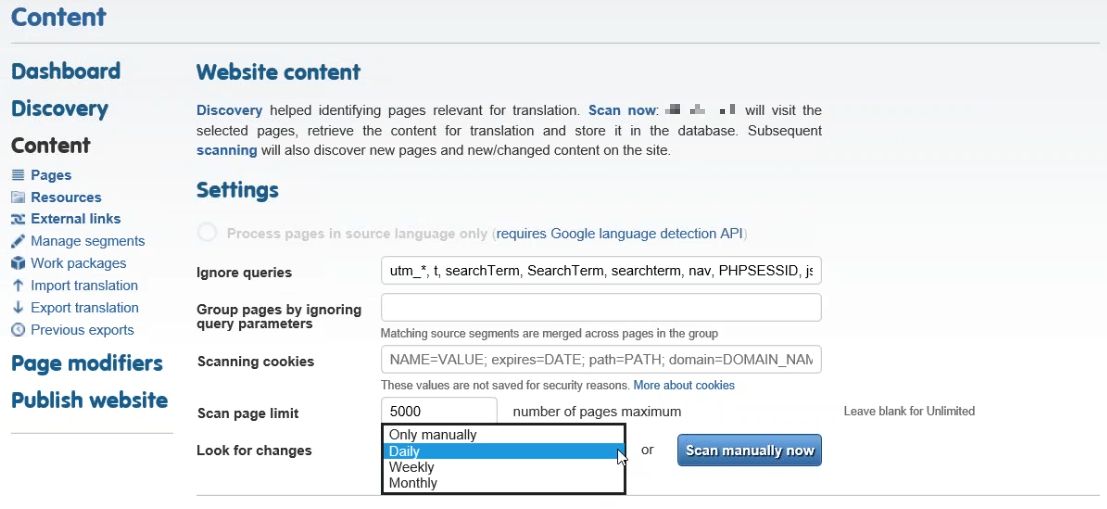 Content
Dashboard
Discovery
Content
Pages
Resources
External links
Manage segments
Work packages
Import translation
Export translation
Previous exports
Page modifiers
Publish website
Website content
Discovery helped identifying pages relevant for translation. Scan now: will visit the
selected pages, retrieve the content for translation and store it in the database. Subsequent
scanning will also discover new pages and new/changed content on the site.
Settings
Process pages in source language only (requires Google language detection API)
Ignore queries utm_*, t, searchTerm, SearchTerm, searchterm, nav, PHPSESSID, js
Group pages by ignoring
query parameters
Matching source segments are merged across pages in the group
Scanning cookies NAME=VALUE; expires=DATE; path=PATH; domain=DOMAIN_NAM
These values are not saved for security reasons. More about cookies
Scan page limit 5000 number of pages maximum Leave blank for Unlimited
Look for changes or Scan manually now
Only manually
Daily
Weekly
Monthly